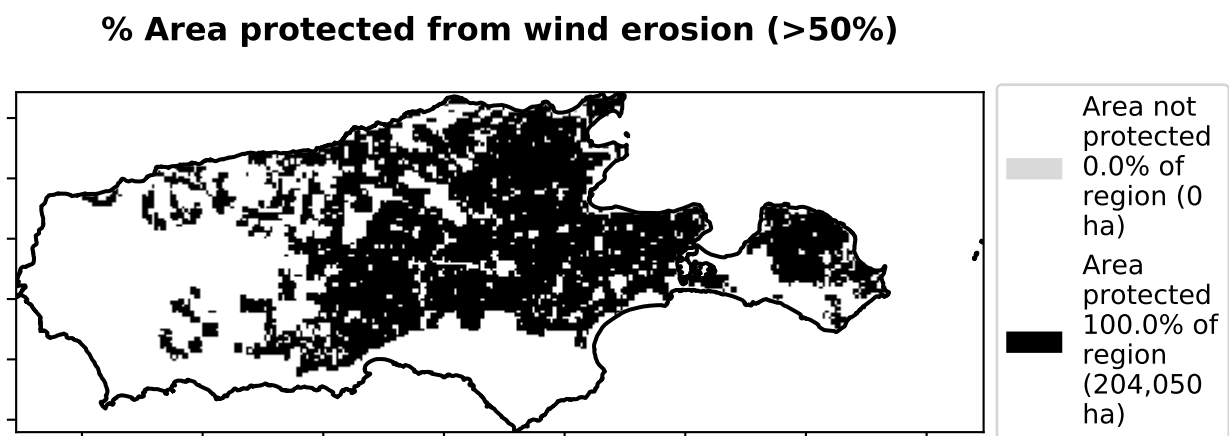 % Area protected from wind erosion (>50%)
Area not
protected
0.0% of
region (0
ha)
Area
protected
100.0% of
region
(204,050
ha)